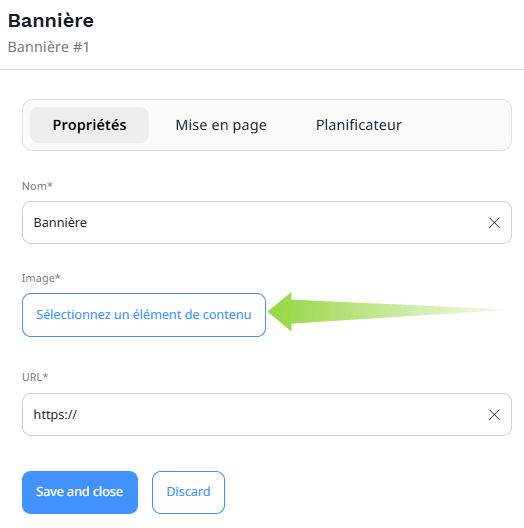 Bannière
Bannière #1
Propriétés Mise en page Planificateur
Nom*
Bannière
Image*
Sélectionnez un élément de contenu
URL*
https://
Save and close Discard